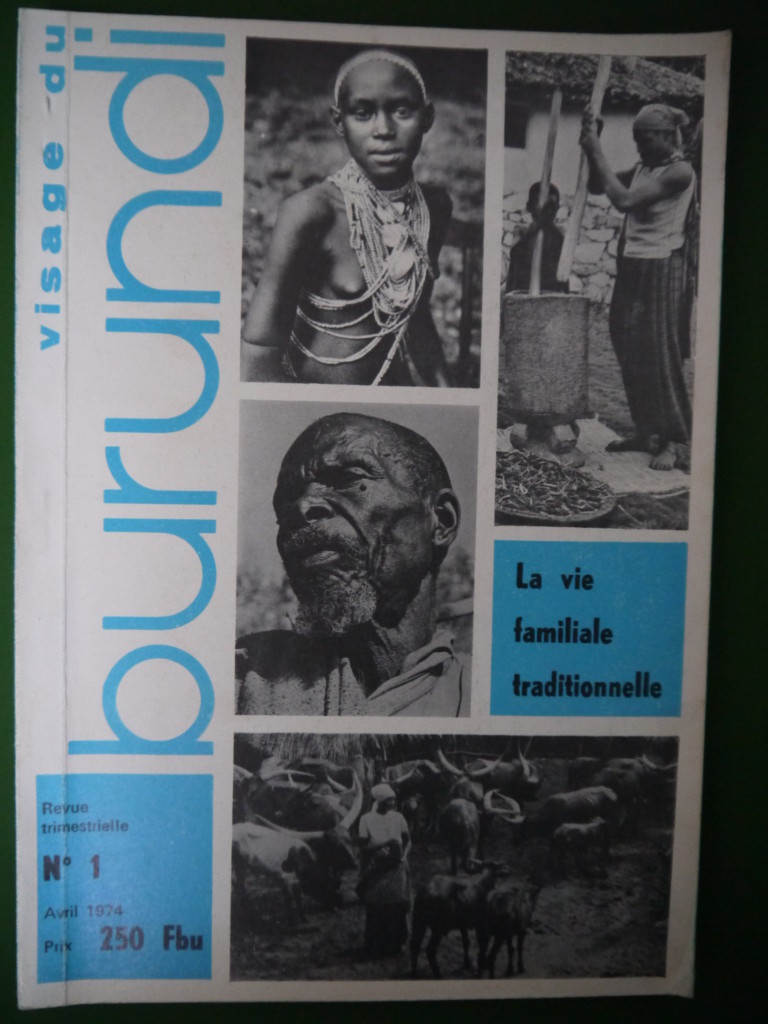 visage du
burundi
La vie
familiale
traditionnelle
Revue
trimestrielle
N° 1
Avril 1974
Prix 250 Fbu